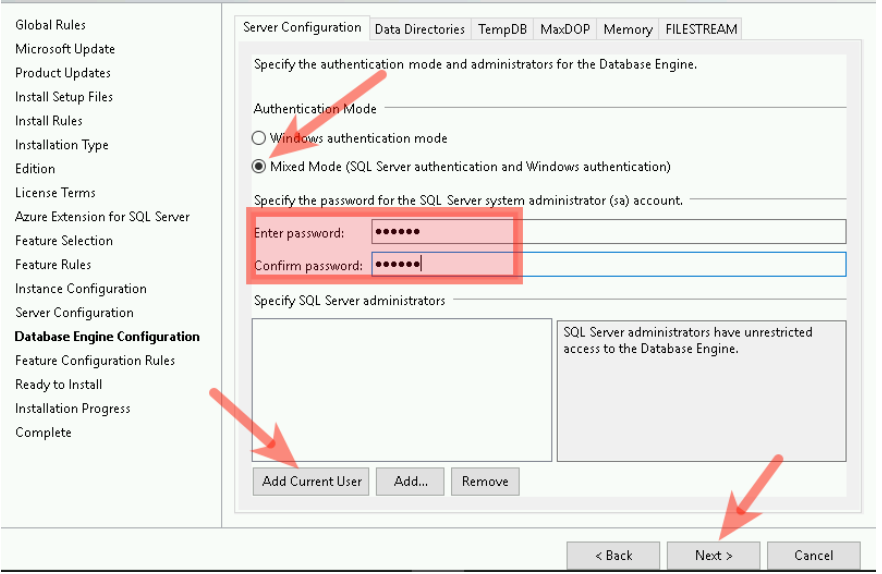 Global Rules
Microsoft Update
Product Updates
Install Setup Files
Install Rules
Installation Type
Edition
License Terms
Azure Extension for SQL Server
Feature Selection
Feature Rules
Instance Configuration
Server Configuration
Database Engine Configuration
Feature Configuration Rules
Ready to Install
Installation Progress
Complete
Server Configuration Data Directories TempDB MaxDOP Memory FILESTREAM
Specify the authentication mode and administrators for the Database Engine.
Authentication Mode
Windows authentication mode
Mixed Mode (SQL Server authentication and Windows authentication)
Specify the password for the SQL Server system administrator (sa) account.
Enter password: ●●●●●●
Confirm password: ●●●●●●
Specify SQL Server administrators
SQL Server administrators have unrestricted
access to the Database Engine.
Add Current User Add... Remove
< Back Next > Cancel